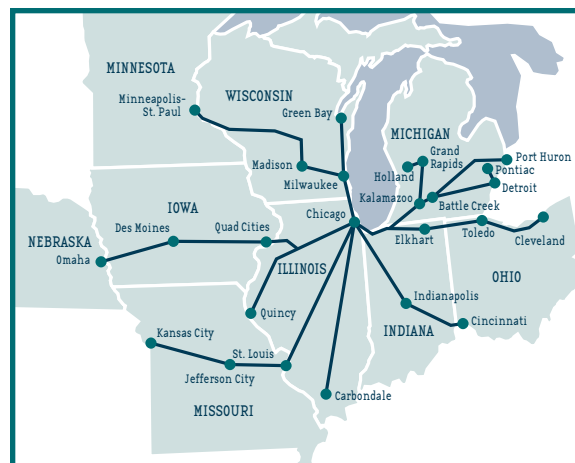 MINNESOTA
Minneapolis-
St. Paul
WISCONSIN
Green Bay
MICHIGAN
Grand
Rapids
Port Huron
Pontiac
Holland
Madison
Milwaukee
Detroit
Kalamazoo
Battle Creek
IOWA
Chicago
Des Moines
Quad Cities
Toledo
NEBRASKA
Elkhart
Cleveland
Omaha
ILLINOIS
OHIO
Indianapolis
Quincy
Cincinnati
Kansas City
INDIANA
St. Louis
Jefferson City
Carbondale
MISSOURI